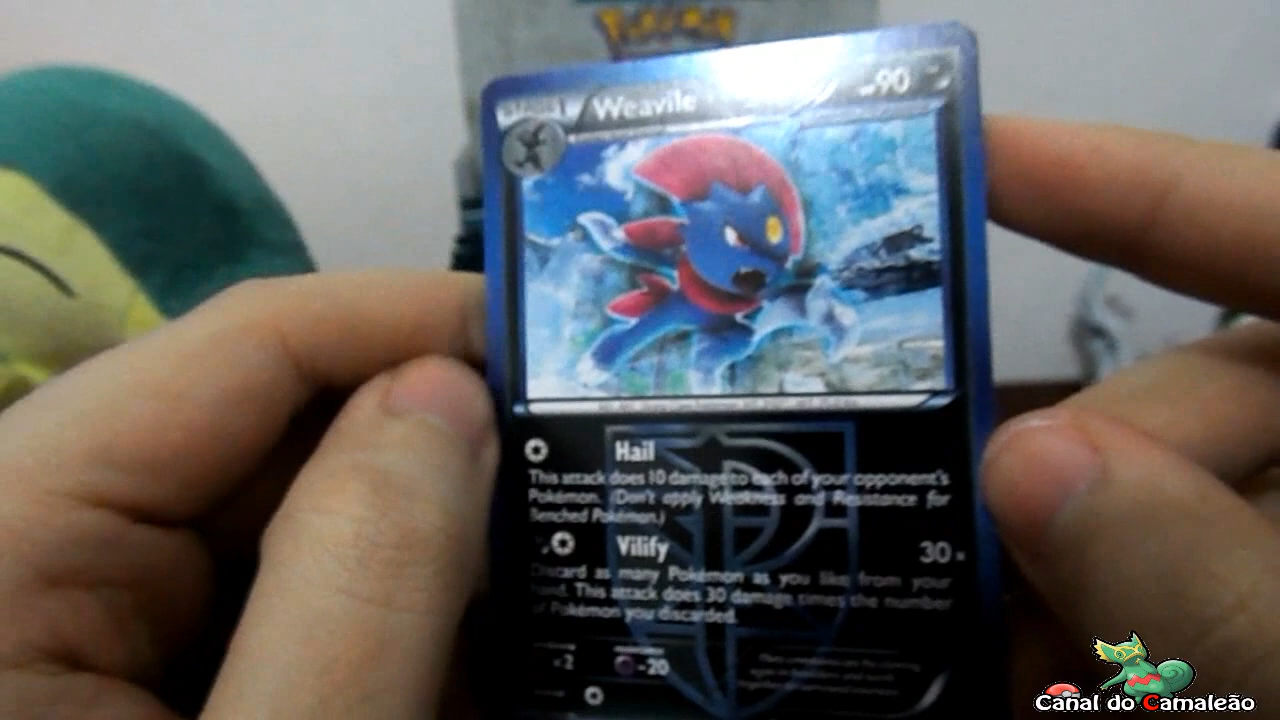 Pokémon
Weavile
90
Hail
This attack does 10 damage to each of your opponent's
Pokémon. (Don't apply Weakness and Resistance for
Benched Pokémon.)
Vilify 30
Discard as many Pokémon as you like from your
hand. This attack does 30 damage times the number
of Pokémon you discarded.
×2 -20
Canal do Camaleão